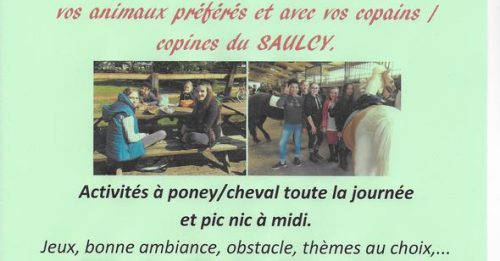 vos animaux préférés et avec vos copains /
copines du SAULCY.
Activités à poney/cheval toute la journée
et pic nic à midi.
Jeux, bonne ambiance, obstacle, thèmes au choix,...